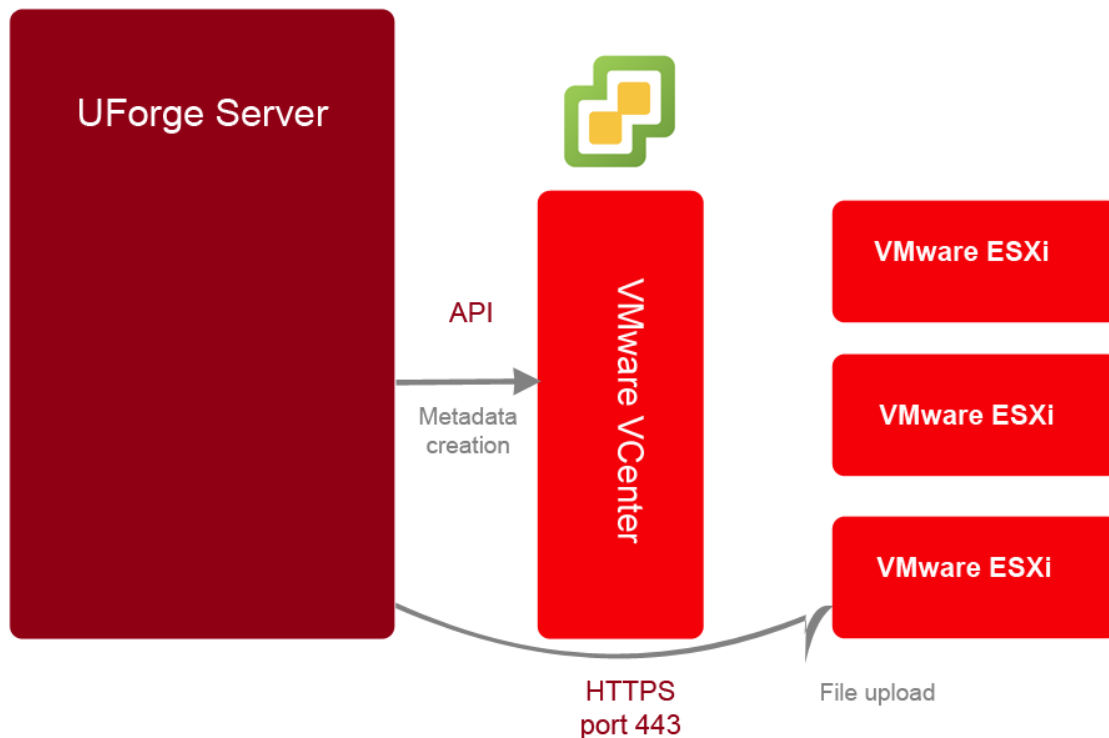 UForge Server
API
Metadata
creation
VMware VCenter
VMware ESXi
VMware ESXi
VMware ESXi
HTTPS
port 443
File upload